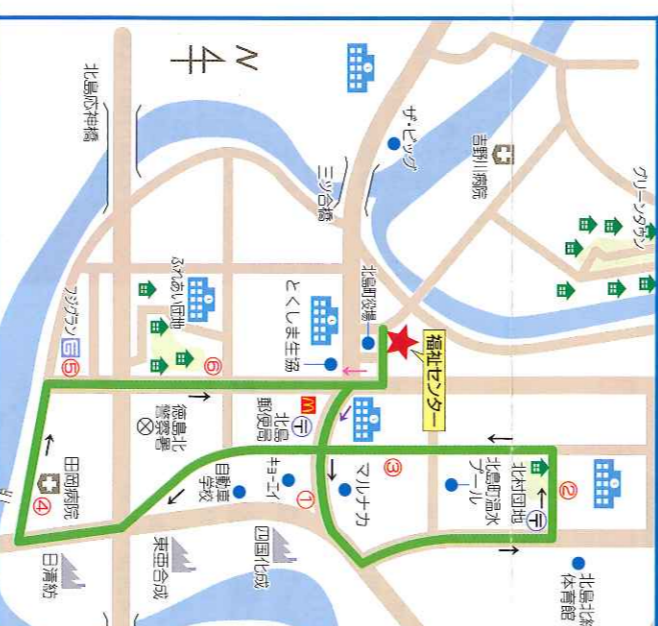 グリーンタウン
吉野川病院
ザ・ビッグ
三ツ合橋
N
北島応神橋
福祉センター
北島町役場
とくしま生協
ふれあい団地
⑥
フジグラン
⑤
M
〒
北島
郵便局
徳島北
警察署
田岡病院
④
②
〒
北村団地
北島町温水
プール
③
マルナカ
①
キョーエイ
自動車
学校
北島北総
体育館
四国化成
東亜合成
日清紡